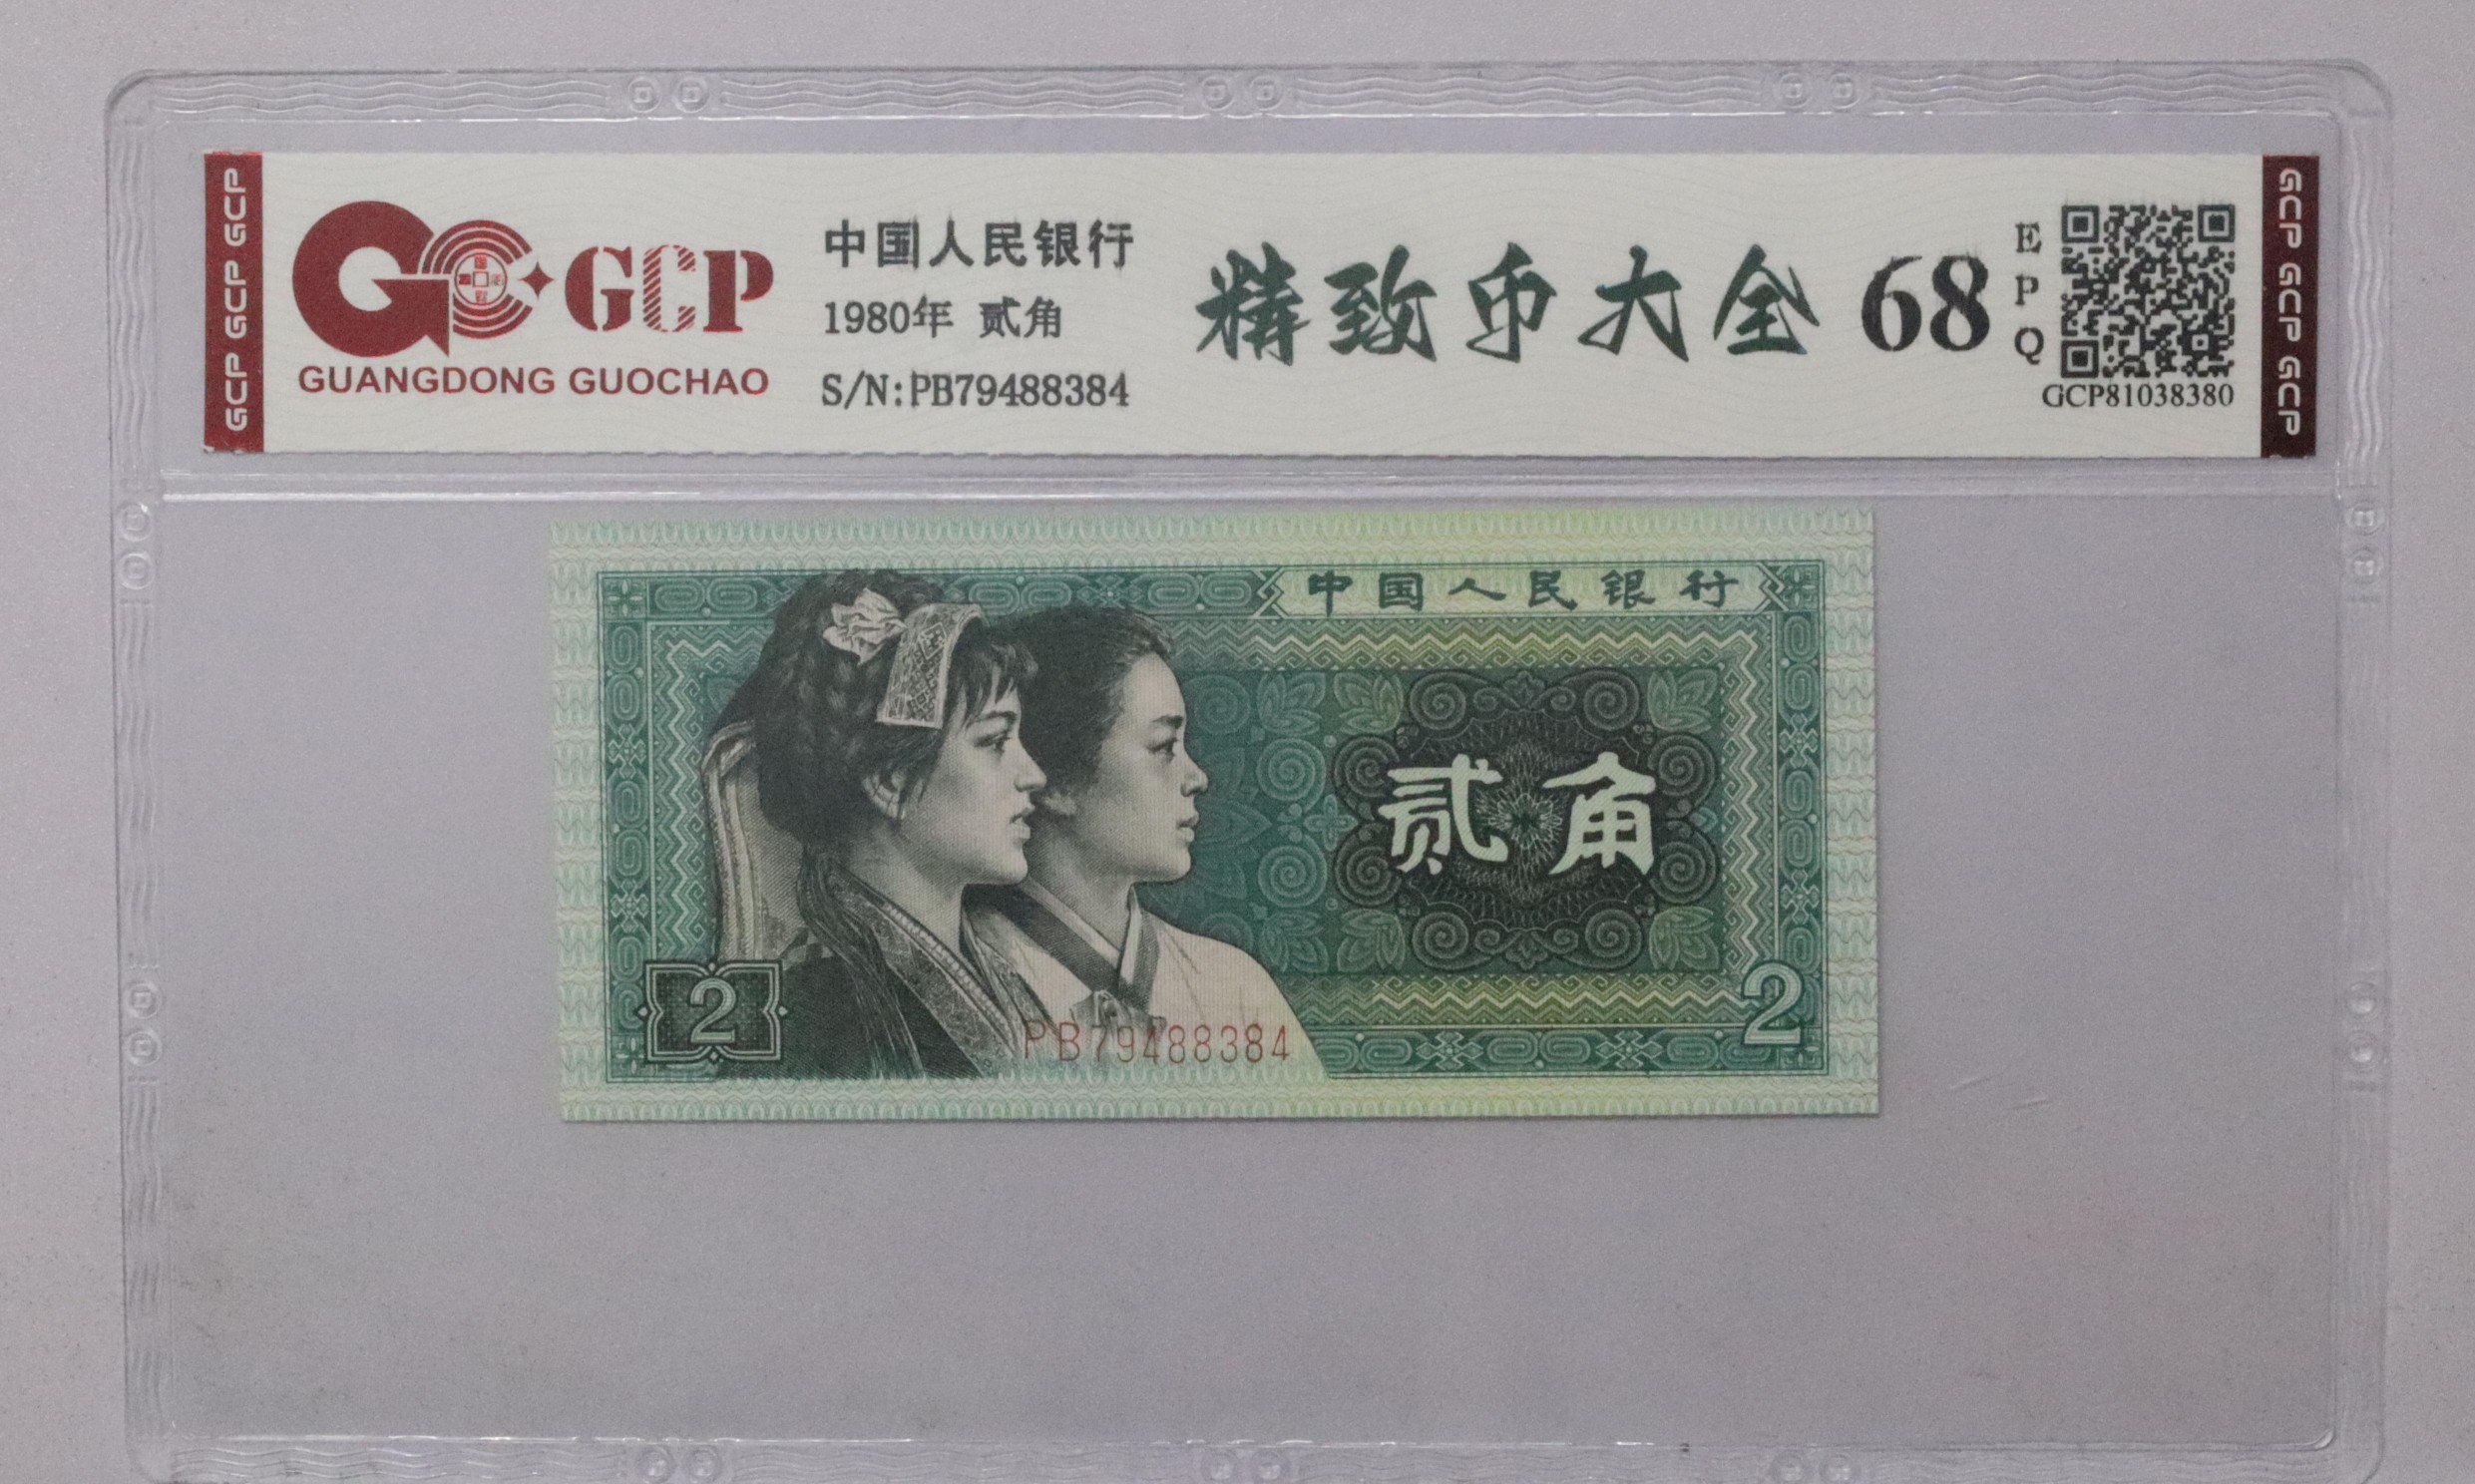 GCP GCP GCP
GCP
GUANGDONG GUOCHAO
中国人民银行
1980年 贰角
S/N:PB79488384
精致币大全
68
EPQ
GCP81038380
GCP GCP GCP
中国人民银行
贰角
2
2
PB79488384